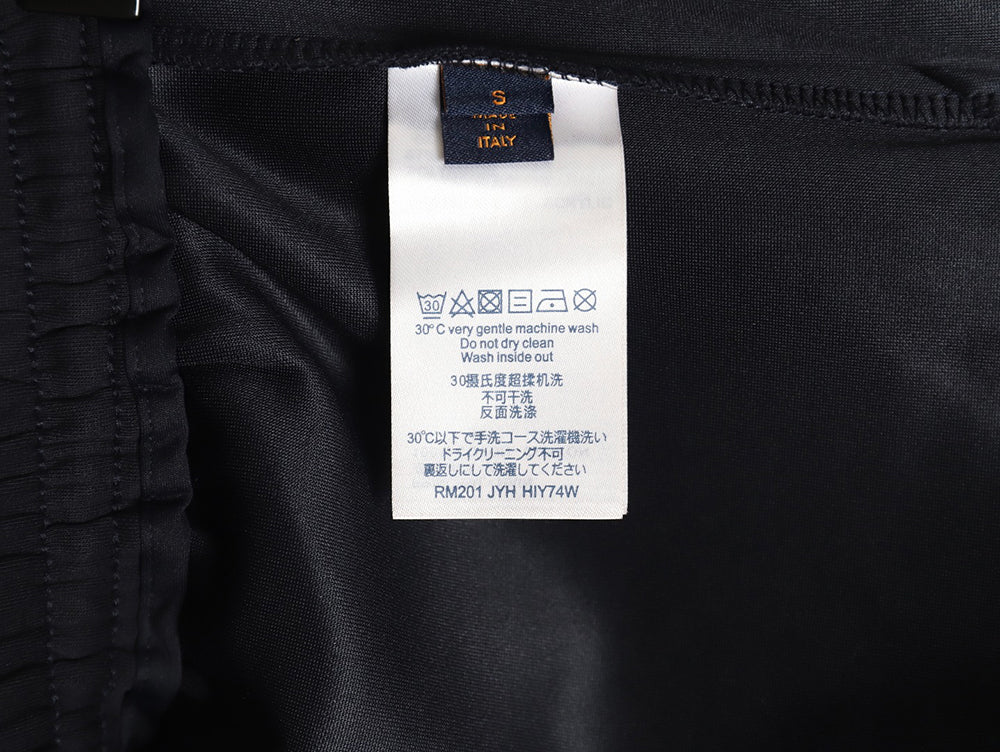 S
MADE
IN
ITALY
30
30°C very gentle machine wash
Do not dry clean
Wash inside out
30摄氏度超揉机洗
不可干洗
反面洗涤
30℃以下で手洗コース洗濯機洗い
ドライクリーニング不可
裏返しにして洗濯してください
RM201 JYH HIY74W